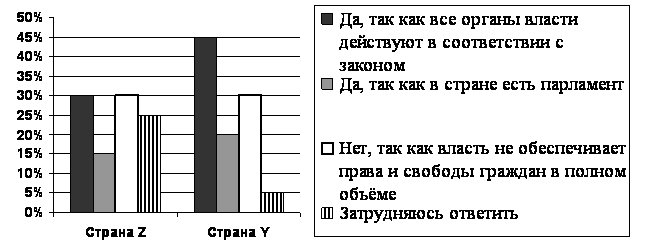 50%
45%
40%
35%
30%
25%
20%
15%
10%
5%
0%
Страна Z
Страна Y
Да, так как все органы власти
действуют в соответствии с
законом
Да, так как в стране есть парламент
Нет, так как власть не обеспечивает
права и свободы граждан в полном
объёме
Затрудняюсь ответить